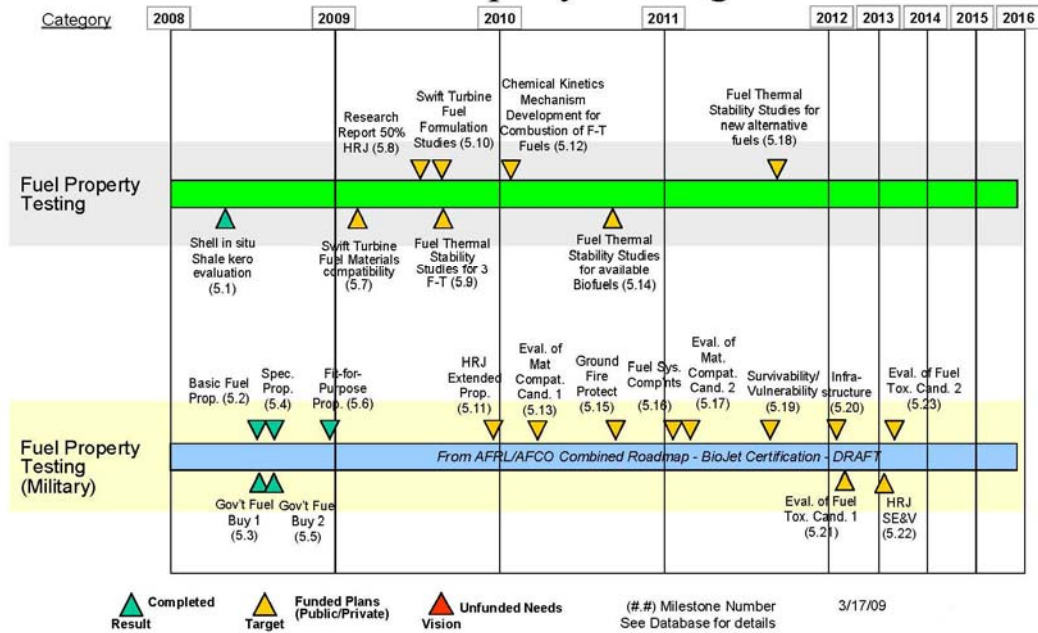 Category
2008
2009
2010
2011
2012
2013
2014
2015
2016
Research
Report 50%
HRJ (5.8)
Swift Turbine
Fuel
Formulation
Studies (5.10)
Chemical Kinetics
Mechanism
Development for
Combustion of F-T
Fuels (5.12)
Fuel Thermal
Stability Studies for
new alternative
fuels (5.18)
Fuel Property
Testing
Shell in situ
Shale kero
evaluation
(5.1)
Swift Turbine
Fuel Materials
compatibility
(5.7)
Fuel Thermal
Stability
Studies for 3
F-T (5.9)
Fuel Thermal
Stability Studies
for available
Biofuels (5.14)
Basic Fuel
Prop. (5.2)
Spec.
Prop.
(5.4)
Fit-for-
Purpose
Prop. (5.6)
HRJ
Extended
Prop.
(5.11)
Eval. of
Mat
Compat.
Cand. 1
(5.13)
Ground
Fire
Protect
(5.15)
Fuel Sys.
Comp'nts
(5.16)
Eval. of
Mat.
Compat.
Cand. 2
(5.17)
Survivability/
Vulnerability
(5.19)
Infra-
structure
(5.20)
Eval. of Fuel
Tox. Cand. 2
(5.23)
Fuel Property
Testing
(Military)
From AFRL/AFCO Combined Roadmap - BioJet Certification - DRAFT
Gov't Fuel
Buy 1
(5.3)
Gov't Fuel
Buy 2
(5.5)
Eval. of Fuel
Tox. Cand. 1
(5.21)
HRJ
SE&V
(5.22)
Completed
Result
Funded Plans
(Public/Private)
Target
Unfunded Needs
Vision
(#.#) Milestone Number
See Database for details
3/17/09